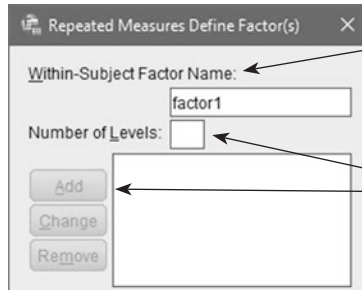 Repeated Measures Define Factor(s)
Within-Subject Factor Name:
factor1
Number of Levels:
Add
Change
Remove